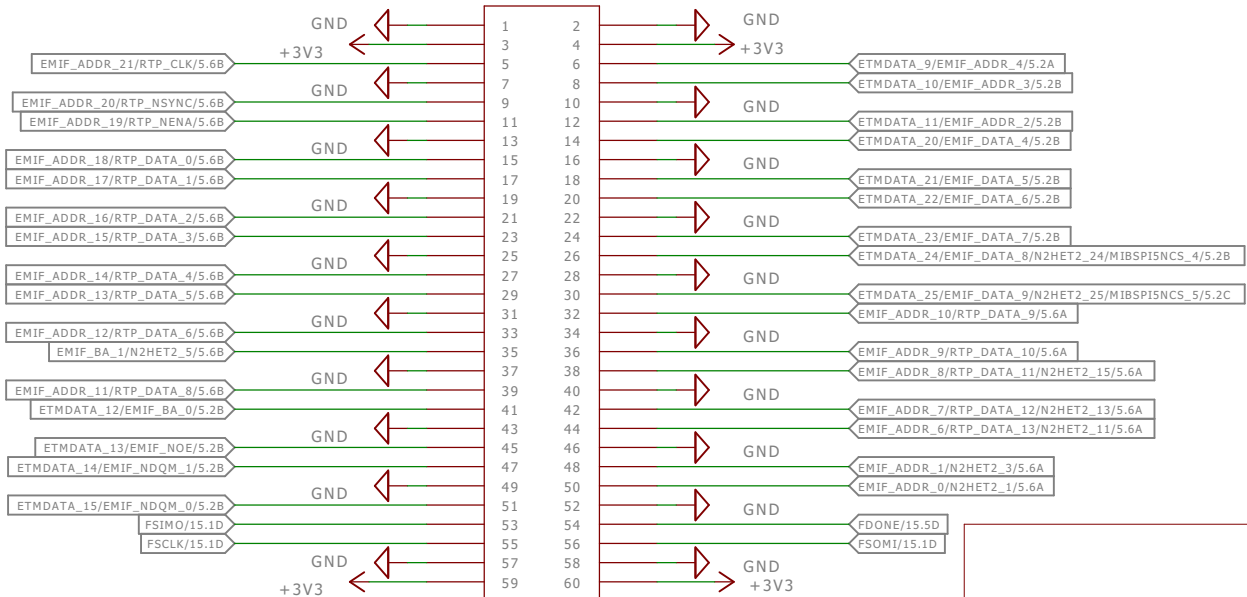 GND 1 2 GND
+3V3 3 4 +3V3
EMIF_ADDR_21/RTP_CLK/5.6B 5 6 ETMDATA_9/EMIF_ADDR_4/5.2A
GND 7 8 ETMDATA_10/EMIF_ADDR_3/5.2B
EMIF_ADDR_20/RTP_NSYNC/5.6B 9 10 GND
EMIF_ADDR_19/RTP_NENA/5.6B 11 12 ETMDATA_11/EMIF_ADDR_2/5.2B
GND 13 14 ETMDATA_20/EMIF_DATA_4/5.2B
EMIF_ADDR_18/RTP_DATA_0/5.6B 15 16 GND
EMIF_ADDR_17/RTP_DATA_1/5.6B 17 18 ETMDATA_21/EMIF_DATA_5/5.2B
GND 19 20 ETMDATA_22/EMIF_DATA_6/5.2B
EMIF_ADDR_16/RTP_DATA_2/5.6B 21 22 GND
EMIF_ADDR_15/RTP_DATA_3/5.6B 23 24 ETMDATA_23/EMIF_DATA_7/5.2B
GND 25 26 ETMDATA_24/EMIF_DATA_8/N2HET2_24/MIBSPI5NCS_4/5.2B
EMIF_ADDR_14/RTP_DATA_4/5.6B 27 28 GND
EMIF_ADDR_13/RTP_DATA_5/5.6B 29 30 ETMDATA_25/EMIF_DATA_9/N2HET2_25/MIBSPI5NCS_5/5.2C
GND 31 32 EMIF_ADDR_10/RTP_DATA_9/5.6A
EMIF_ADDR_12/RTP_DATA_6/5.6B 33 34 GND
EMIF_BA_1/N2HET2_5/5.6B 35 36 EMIF_ADDR_9/RTP_DATA_10/5.6A
GND 37 38 EMIF_ADDR_8/RTP_DATA_11/N2HET2_15/5.6A
EMIF_ADDR_11/RTP_DATA_8/5.6B 39 40 GND
ETMDATA_12/EMIF_BA_0/5.2B 41 42 EMIF_ADDR_7/RTP_DATA_12/N2HET2_13/5.6A
GND 43 44 EMIF_ADDR_6/RTP_DATA_13/N2HET2_11/5.6A
ETMDATA_13/EMIF_NOE/5.2B 45 46 GND
ETMDATA_14/EMIF_NDQM_1/5.2B 47 48 EMIF_ADDR_1/N2HET2_3/5.6A
GND 49 50 EMIF_ADDR_0/N2HET2_1/5.6A
ETMDATA_15/EMIF_NDQM_0/5.2B 51 52 GND
FSIMO/15.1D 53 54 FDONE/15.5D
FSCLK/15.1D 55 56 FSOMI/15.1D
GND 57 58 GND
+3V3 59 60 +3V3